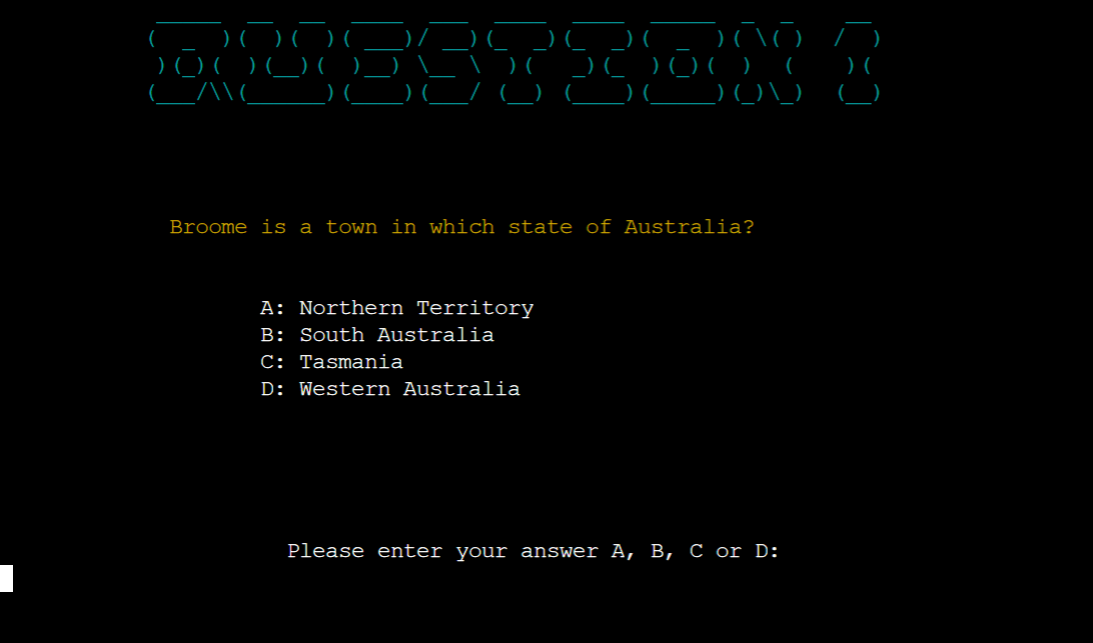 QUESTION 1
Broome is a town in which state of Australia?
A: Northern Territory
B: South Australia
C: Tasmania
D: Western Australia
Please enter your answer A, B, C or D: